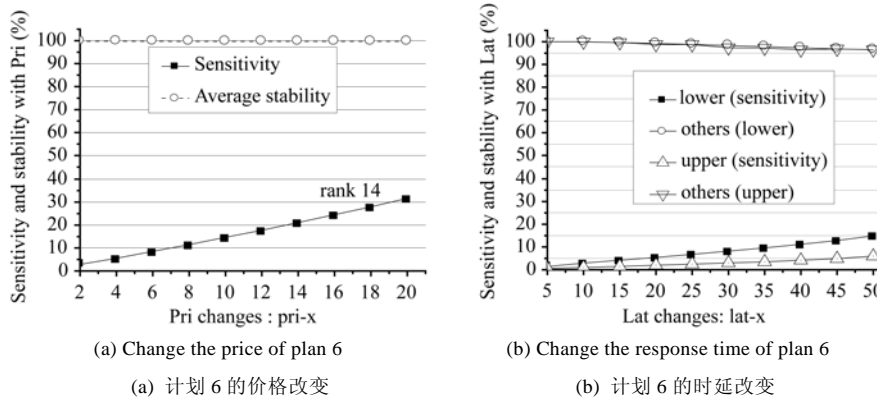 Sensitivity and stability with Pri (%)
100
90
80
70
60
50
40
30
20
10
0
Sensitivity
Average stability
rank 14
2 4 6 8 10 12 14 16 18 20
Pri changes : pri-x
(a) Change the price of plan 6
(a) 计划 6 的价格改变
Sensitivity and stability with Lat (%)
100
90
80
70
60
50
40
30
20
10
0
lower (sensitivity)
others (lower)
upper (sensitivity)
others (upper)
5 10 15 20 25 30 35 40 45 50
Lat changes: lat-x
(b) Change the response time of plan 6
(b) 计划 6 的时延改变